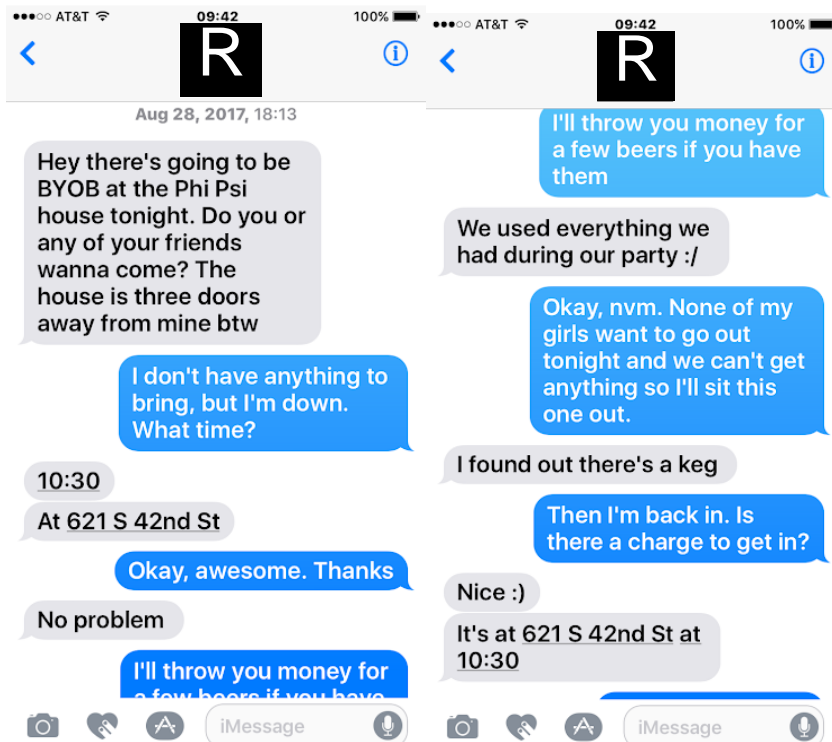 AT&T 09:42 100%
R
Aug 28, 2017, 18:13
Hey there's going to be
BYOB at the Phi Psi
house tonight. Do you or
any of your friends
wanna come? The
house is three doors
away from mine btw
I don't have anything to
bring, but I'm down.
What time?
10:30
At 621 S 42nd St
Okay, awesome. Thanks
No problem
I'll throw you money for
a few beers if you have
iMessage
AT&T 09:42 100%
R
I'll throw you money for
a few beers if you have
them
We used everything we
had during our party :/
Okay, nvm. None of my
girls want to go out
tonight and we can't get
anything so I'll sit this
one out.
I found out there's a keg
Then I'm back in. Is
there a charge to get in?
Nice :)
It's at 621 S 42nd St at
10:30
iMessage